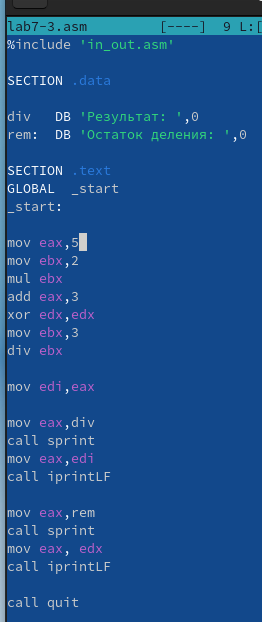 lab7-3.asm [----] 9 L:[
%include 'in_out.asm'
SECTION .data
div DB 'Результат: ',0
rem: DB 'Остаток деления: ',0
SECTION .text
GLOBAL _start
_start:
mov eax,5
mov ebx,2
mul ebx
add eax,3
xor edx,edx
mov ebx,3
div ebx
mov edi,eax
mov eax,div
call sprint
mov eax,edi
call iprintLF
mov eax,rem
call sprint
mov eax, edx
call iprintLF
call quit